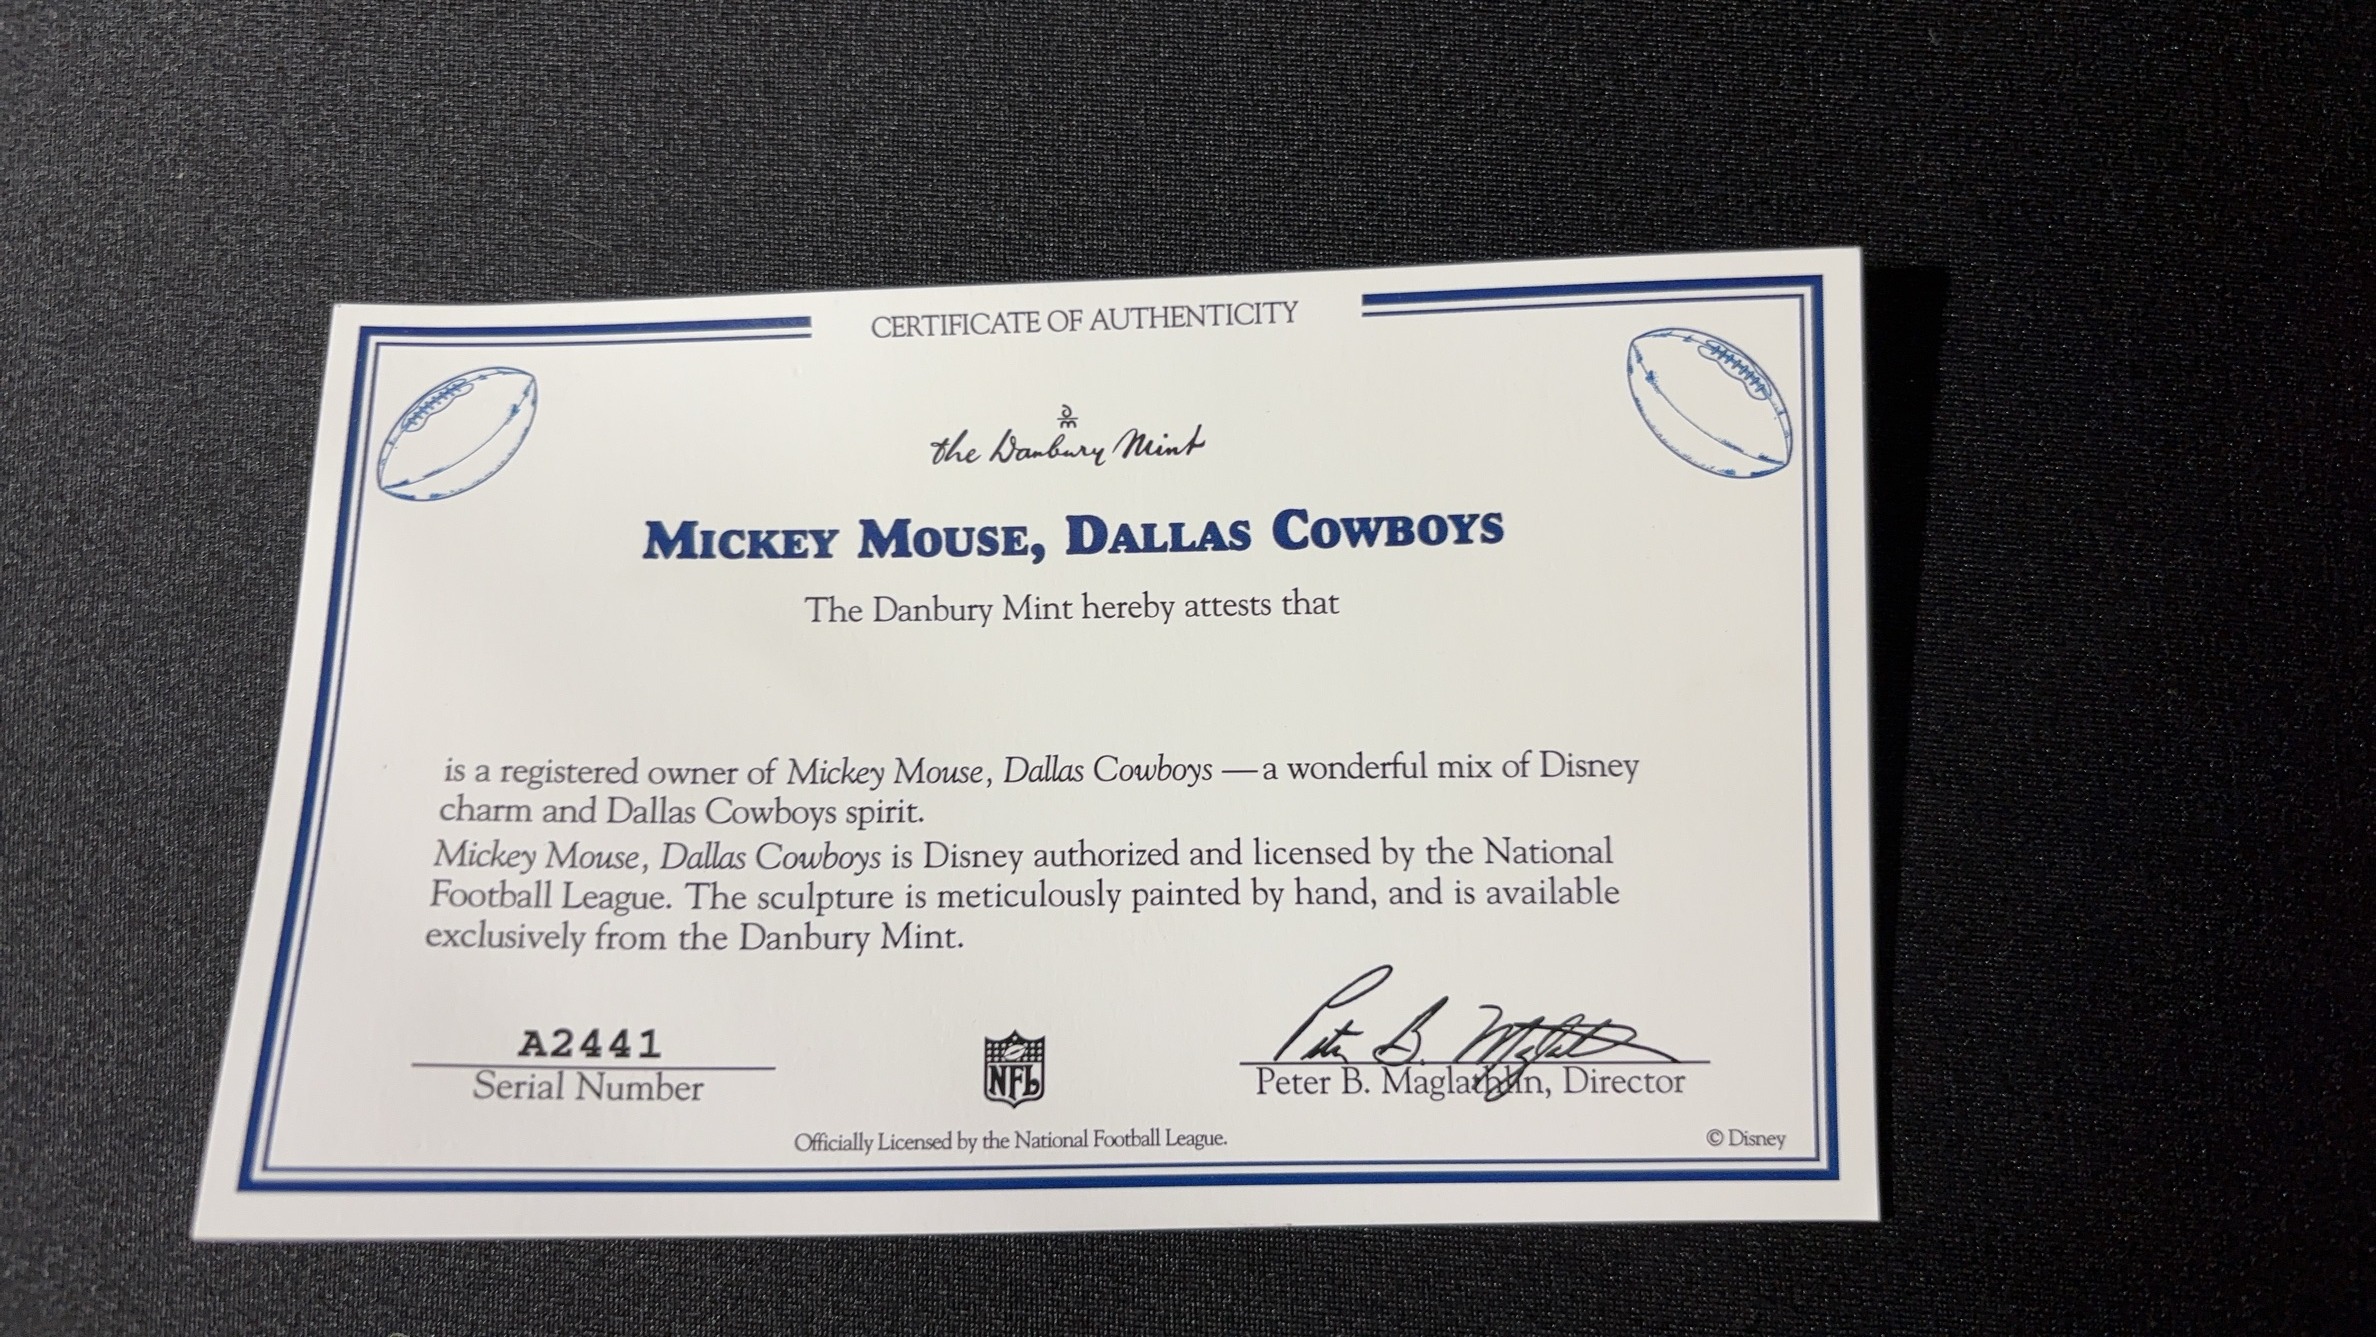 CERTIFICATE OF AUTHENTICITY
the Danbury Mint
MICKEY MOUSE, DALLAS COWBOYS
The Danbury Mint hereby attests that
is a registered owner of Mickey Mouse, Dallas Cowboys — a wonderful mix of Disney
charm and Dallas Cowboys spirit.
Mickey Mouse, Dallas Cowboys is Disney authorized and licensed by the National
Football League. The sculpture is meticulously painted by hand, and is available
exclusively from the Danbury Mint.
A2441
Serial Number
NFL
Peter B. Maglathlin
Peter B. Maglathlin, Director
Officially Licensed by the National Football League.
© Disney